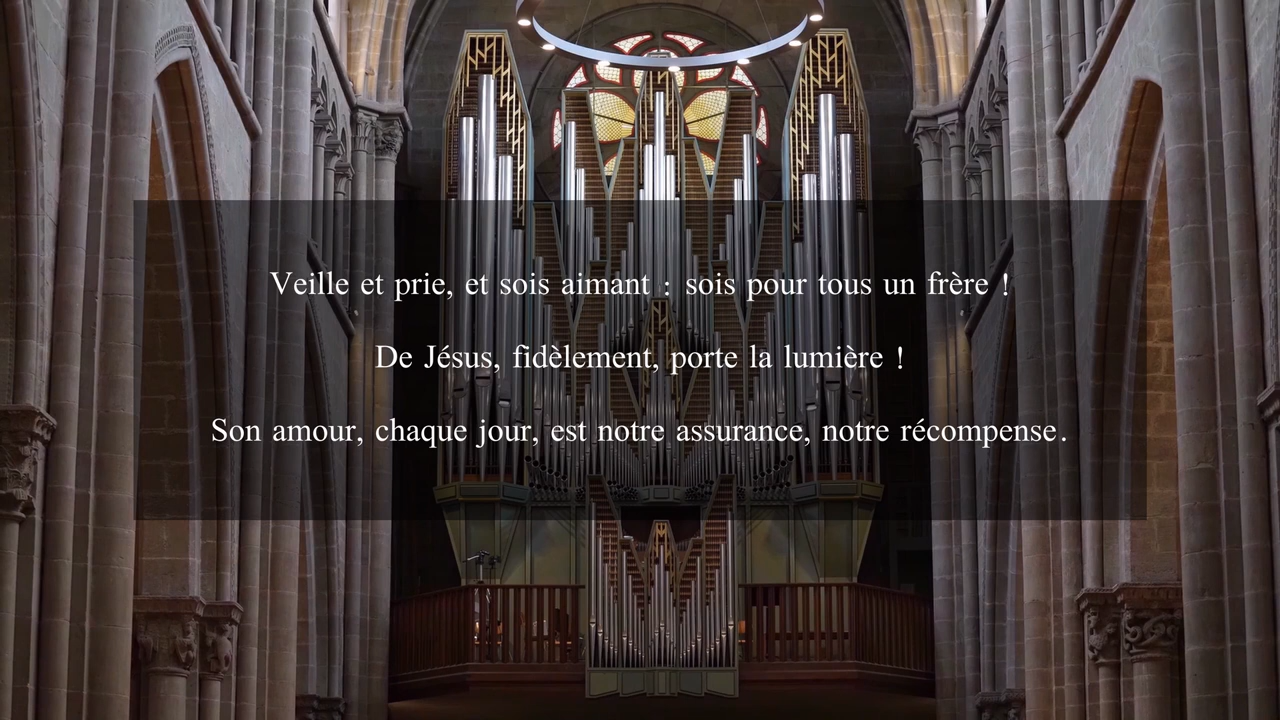 Veille et prie, et sois aimant : sois pour tous un frère !
De Jésus, fidèlement, porte la lumière !
Son amour, chaque jour, est notre assurance, notre récompense.